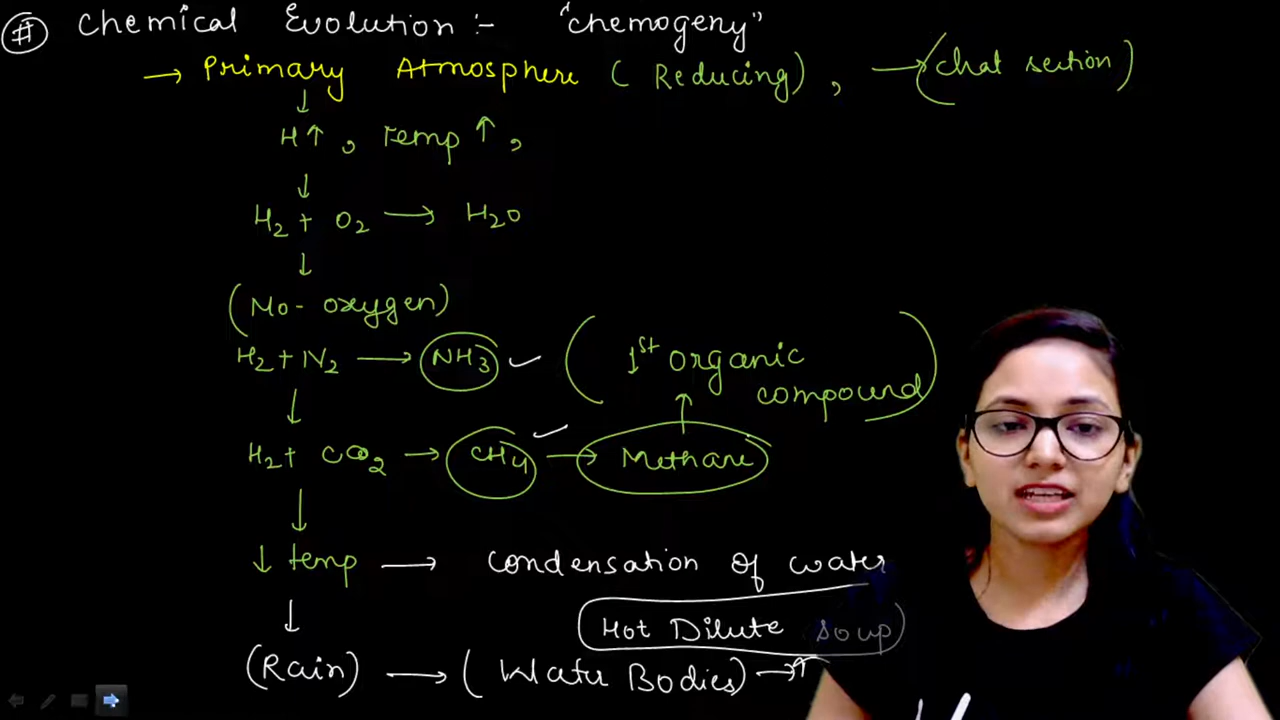 # Chemical Evolution :- "chemogeny"
→ Primary Atmosphere (Reducing), → (chat section)
↓
H↑, Temp↑,
↓
H₂ + O₂ → H₂O
↓
(No- oxygen)
H₂ + N₂ → NH₃ ✓ (1st organic
compound)
↓
H₂ + CO₂ → CH₄ ✓ → Methane ↑
↓
↓ temp → condensation of water
↓
Hot Dilute soup
(Rain) → (Water Bodies) → ↑